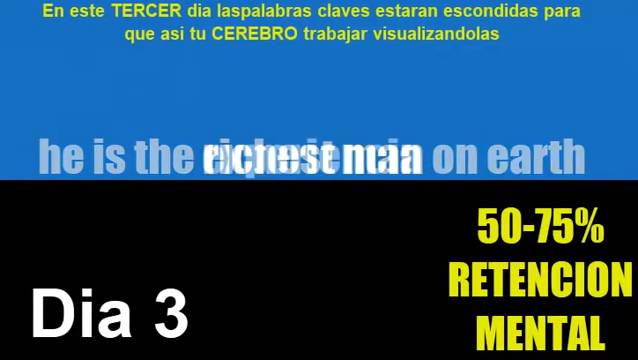 En este TERCER dia laspalabras claves estaran escondidas para
que asi tu CEREBRO trabajar visualizandolas
he is the richest man on earth
50-75%
RETENCION
Dia 3
MENTAL